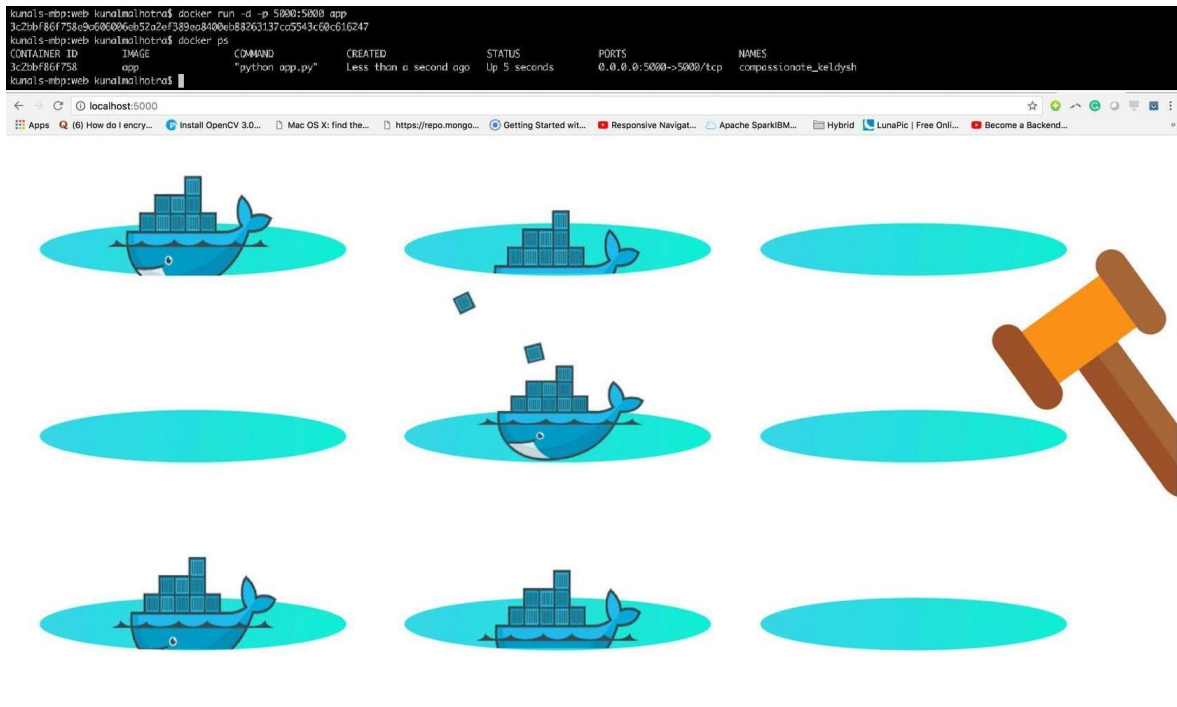 kunals-mbp:web kunalmalhotra$ docker run -d -p 5000:5000 app
3c2bbf86f758e9a606006eb52a2ef389ea8400eb88263137ca5543c60c616247
kunals-mbp:web kunalmalhotra$ docker ps
CONTAINER ID IMAGE COMMAND CREATED STATUS PORTS NAMES
3c2bbf86f758 app "python app.py" Less than a second ago Up 5 seconds 0.0.0.0:5000->5000/tcp compassionate_keldysh
kunals-mbp:web kunalmalhotra$
localhost:5000
Apps (6) How do I encry... Install OpenCV 3.0... Mac OS X: find the... https://repo.mongo... Getting Started wit... Responsive Navigat... Apache SparkIBM... Hybrid LunaPic | Free Onli... Become a Backend... »